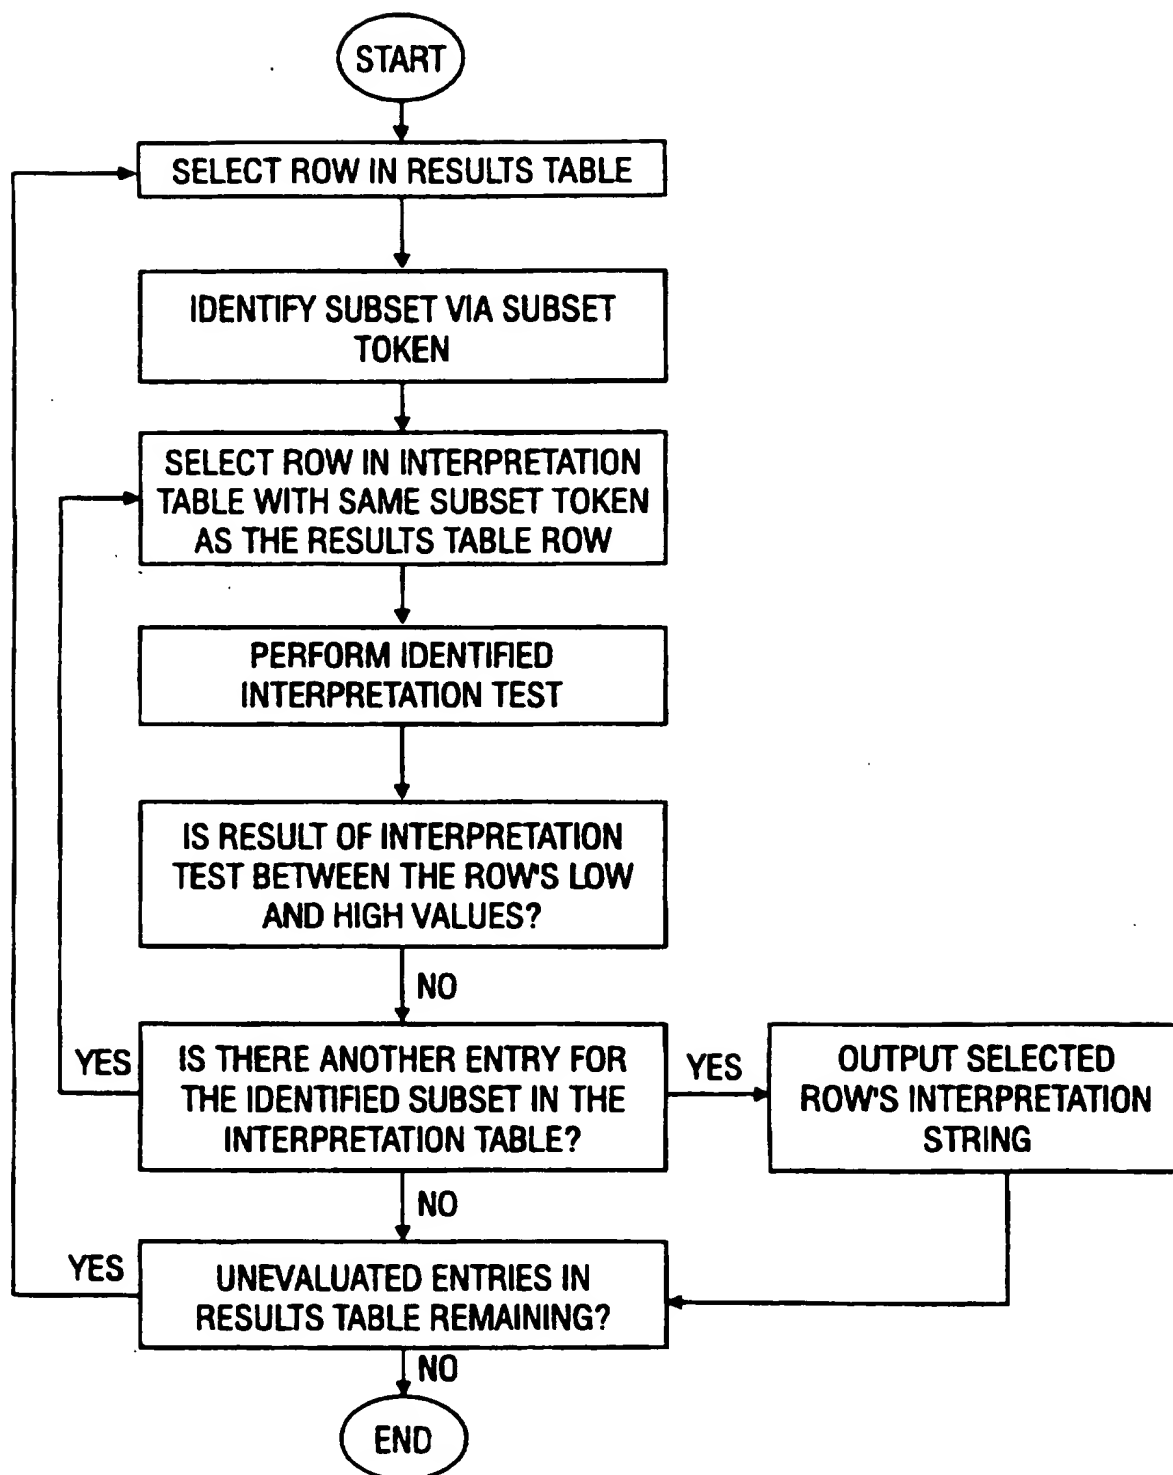 START
SELECT ROW IN RESULTS TABLE
IDENTIFY SUBSET VIA SUBSET
TOKEN
SELECT ROW IN INTERPRETATION
TABLE WITH SAME SUBSET TOKEN
AS THE RESULTS TABLE ROW
PERFORM IDENTIFIED
INTERPRETATION TEST
IS RESULT OF INTERPRETATION
TEST BETWEEN THE ROW'S LOW
AND HIGH VALUES?
NO
YES
IS THERE ANOTHER ENTRY FOR
THE IDENTIFIED SUBSET IN THE
INTERPRETATION TABLE?
YES
OUTPUT SELECTED
ROW'S INTERPRETATION
STRING
NO
YES
UNEVALUATED ENTRIES IN
RESULTS TABLE REMAINING?
NO
END